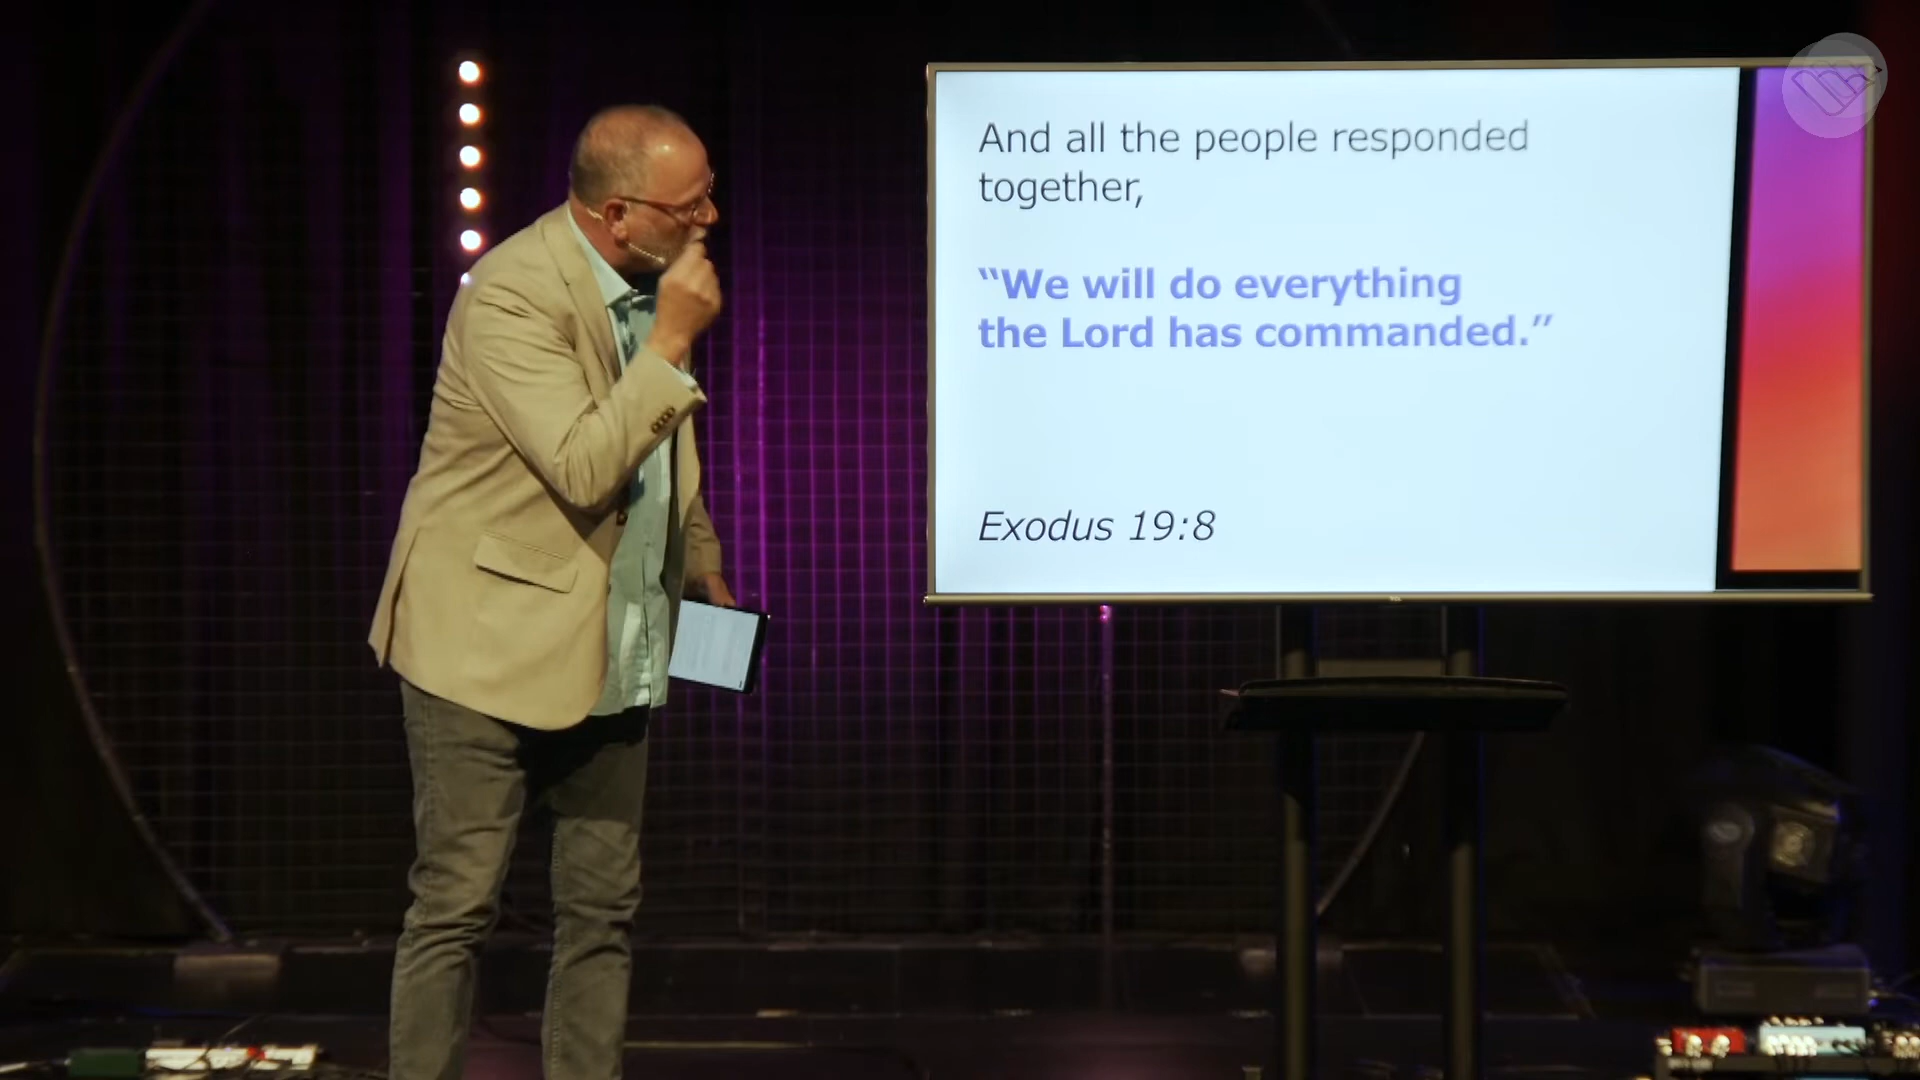 And all the people responded
together,
“We will do everything
the Lord has commanded.”
Exodus 19:8